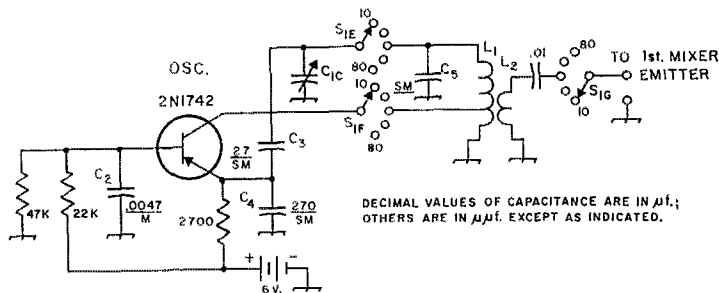 10
S1E
80
OSC.
2N1742
C1C
10
S1F
80
C5
SM
L1
L2
.01
80
S1G
10
TO 1st. MIXER
EMITTER
C3
27
SM
C2
.0047
M
47K
22K
2700
C4
270
SM
+
-
6V.
DECIMAL VALUES OF CAPACITANCE ARE IN µf.;
OTHERS ARE IN µµf. EXCEPT AS INDICATED.